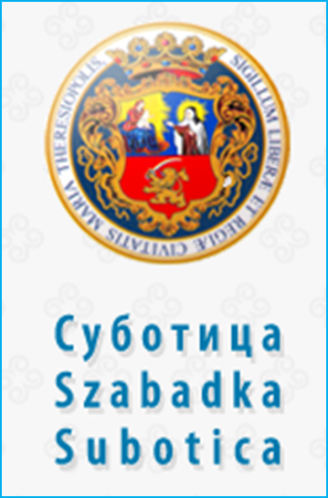 SIGILLUM LIBERÆ ET REGIÆ CIVITATIS MARIA THERESIOPOLIS.
Суботица
Szabadka
Subotica